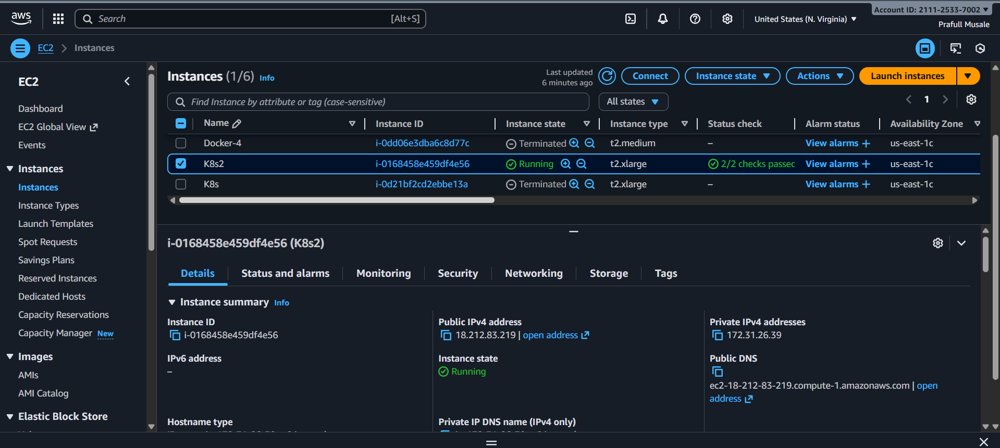 aws
Search [Alt+S]
United States (N. Virginia)
Account ID: 2111-2533-7002
Prafull Musale
EC2 Instances
EC2
Dashboard
EC2 Global View
Events
Instances
Instances
Instance Types
Launch Templates
Spot Requests
Savings Plans
Reserved Instances
Dedicated Hosts
Capacity Reservations
Capacity Manager New
Images
AMIs
AMI Catalog
Elastic Block Store
Instances (1/6) Info
Last updated
6 minutes ago
Connect
Instance state
Actions
Launch instances
Find Instance by attribute or tag (case-sensitive)
All states
1
Name Instance ID Instance state Instance type Status check Alarm status Availability Zone
Docker-4 i-0dd06e3dba6c8d77c Terminated t2.medium – View alarms + us-east-1c
K8s2 i-0168458e459df4e56 Running t2.xlarge 2/2 checks passed View alarms + us-east-1c
K8s i-0d21bf2cd2ebbe13a Terminated t2.xlarge – View alarms + us-east-1c
i-0168458e459df4e56 (K8s2)
Details Status and alarms Monitoring Security Networking Storage Tags
Instance summary Info
Instance ID
i-0168458e459df4e56
Public IPv4 address
18.212.83.219 | open address
Private IPv4 addresses
172.31.26.39
IPv6 address
–
Instance state
Running
Public DNS
ec2-18-212-83-219.compute-1.amazonaws.com | open
address
Hostname type
Private IP DNS name (IPv4 only)